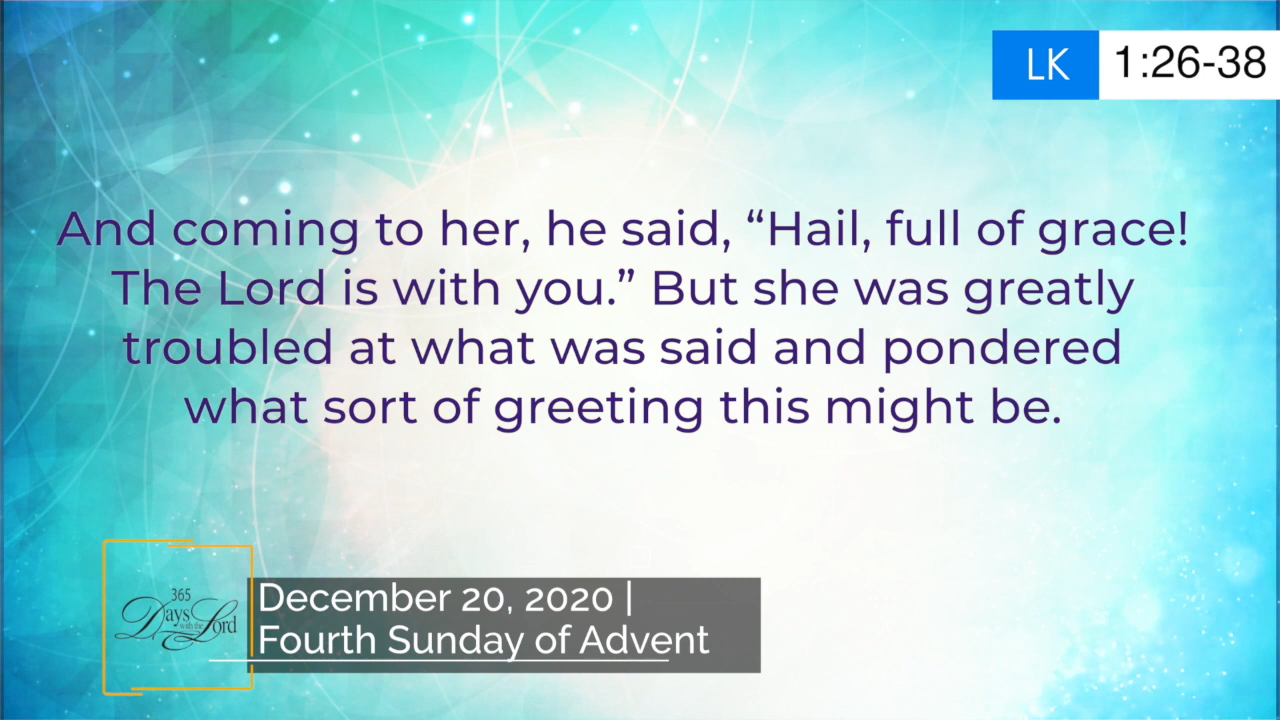 LK 1:26-38
And coming to her, he said, “Hail, full of grace!
The Lord is with you.” But she was greatly
troubled at what was said and pondered
what sort of greeting this might be.
365
Days with the Lord
December 20, 2020 |
Fourth Sunday of Advent